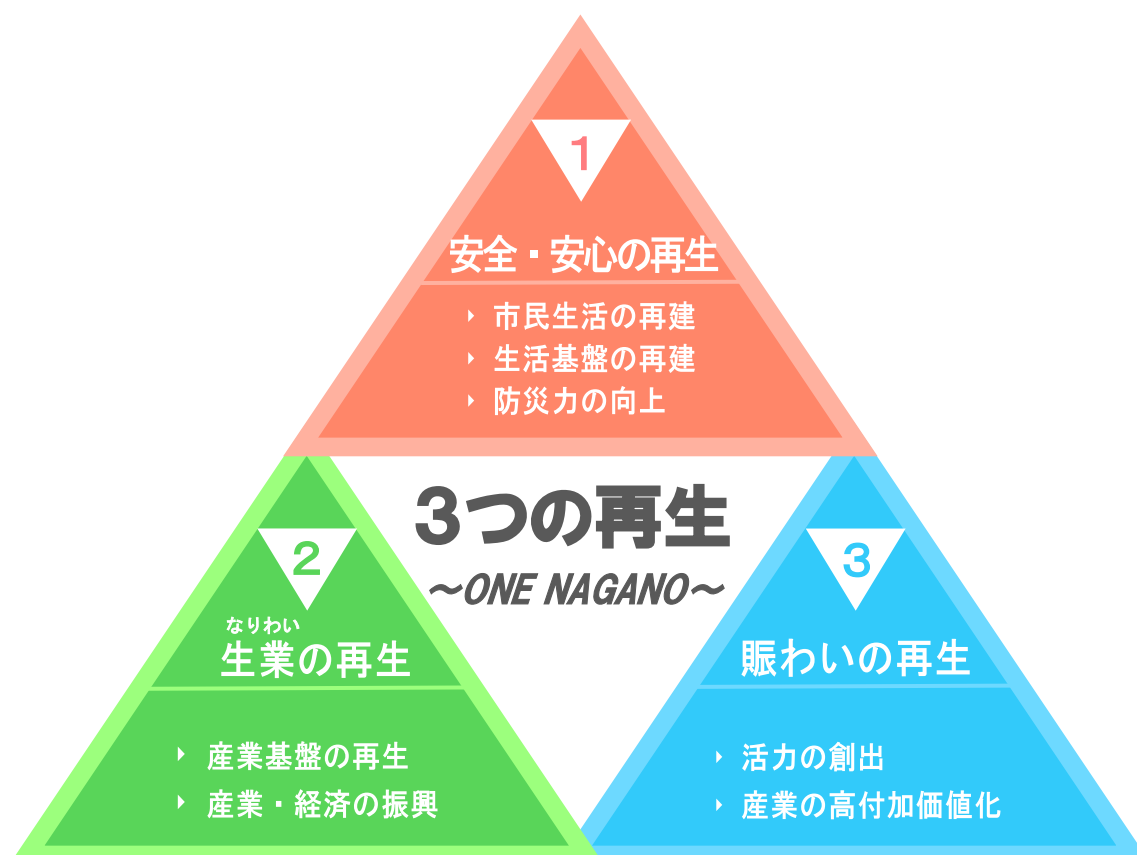 1
安全・安心の再生
市民生活の再建
生活基盤の再建
防災力の向上
3つの再生
～ONE NAGANO～
2
なりわい
生業の再生
産業基盤の再生
産業・経済の振興
3
賑わいの再生
活力の創出
産業の高付加価値化